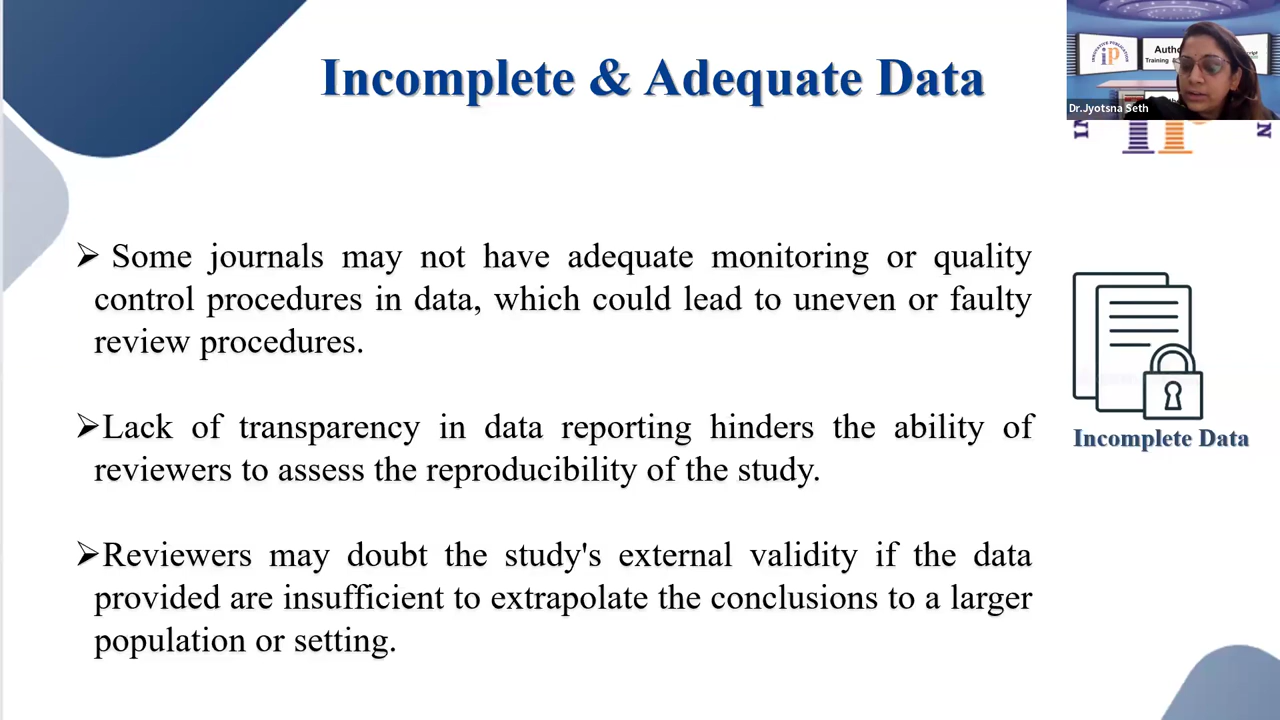 Incomplete & Adequate Data
Dr.Jyotsna Seth
➢ Some journals may not have adequate monitoring or quality
control procedures in data, which could lead to uneven or faulty
review procedures.
➢Lack of transparency in data reporting hinders the ability of
reviewers to assess the reproducibility of the study.
➢Reviewers may doubt the study's external validity if the data
provided are insufficient to extrapolate the conclusions to a larger
population or setting.
Incomplete Data